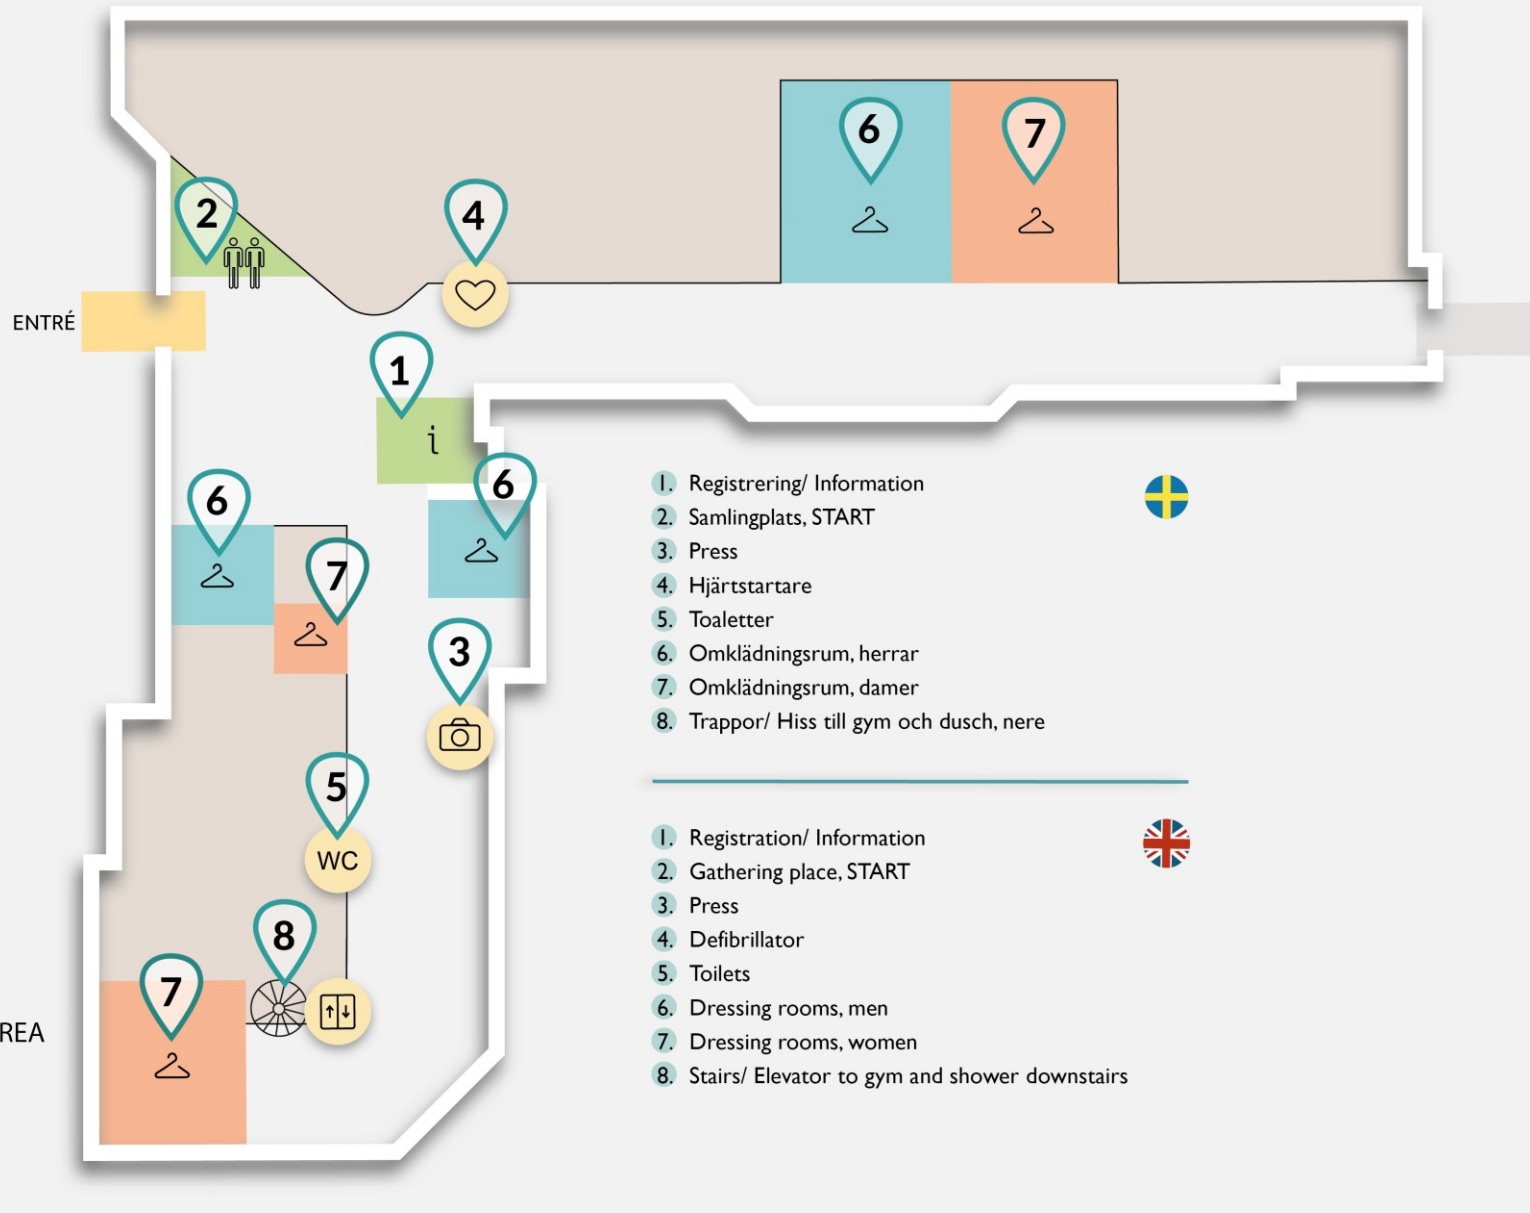 6
7
2
4
ENTRÉ
1
i
6
6
7
3
5
WC
8
7
REA
1. Registrering/ Information
2. Samlingplats, START
3. Press
4. Hjärtstartare
5. Toaletter
6. Omklädningsrum, herrar
7. Omklädningsrum, damer
8. Trappor/ Hiss till gym och dusch, nere
1. Registration/ Information
2. Gathering place, START
3. Press
4. Defibrillator
5. Toilets
6. Dressing rooms, men
7. Dressing rooms, women
8. Stairs/ Elevator to gym and shower downstairs